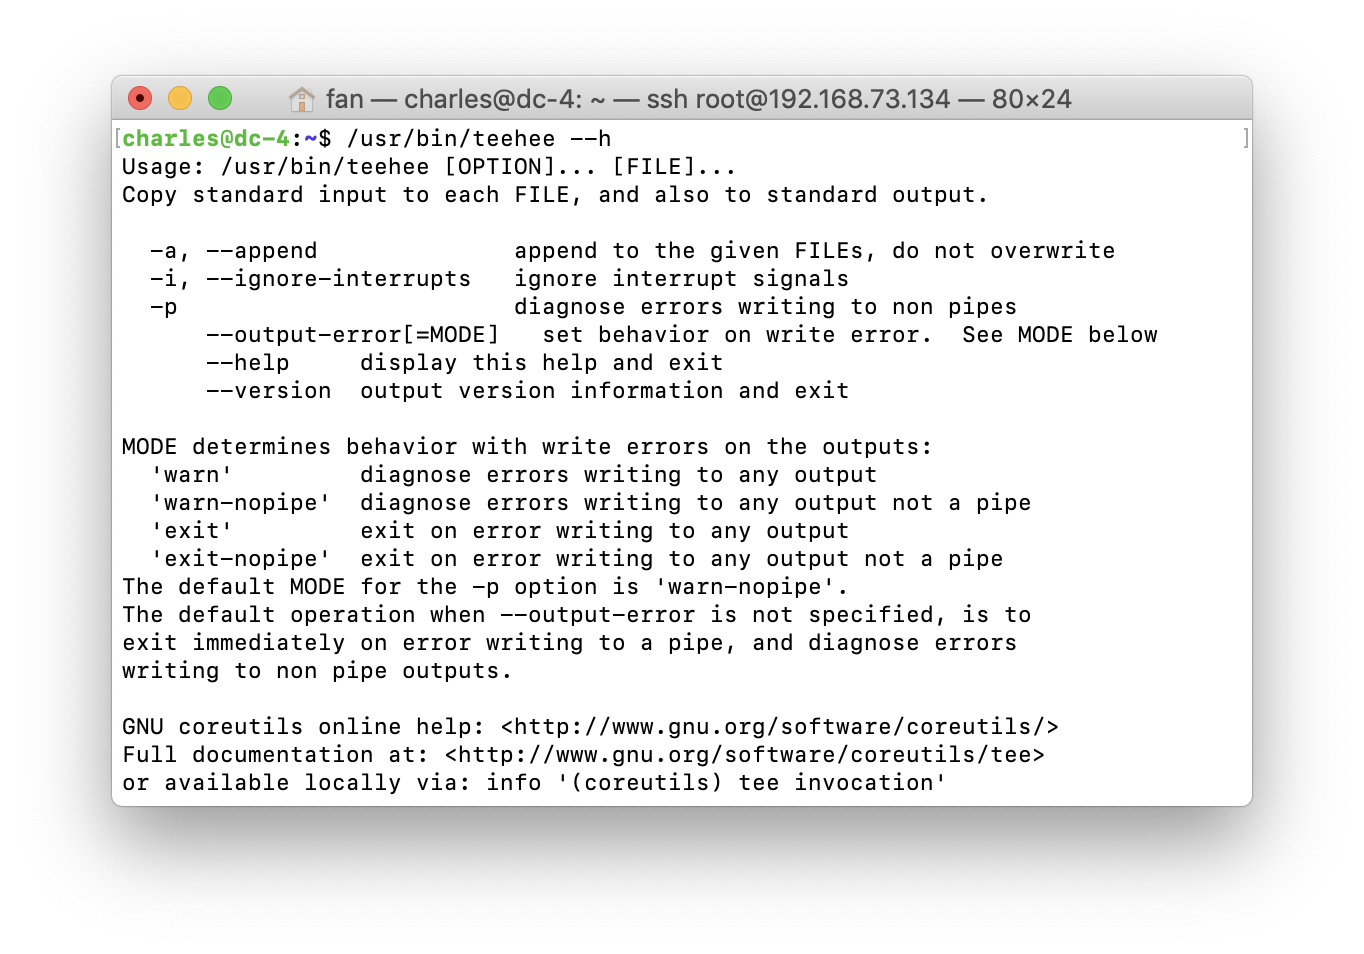 fan — charles@dc-4: ~ — ssh root@192.168.73.134 — 80×24
[charles@dc-4:~$ /usr/bin/teehee --h ]
Usage: /usr/bin/teehee [OPTION]... [FILE]...
Copy standard input to each FILE, and also to standard output.

  -a, --append              append to the given FILEs, do not overwrite
  -i, --ignore-interrupts   ignore interrupt signals
  -p                        diagnose errors writing to non pipes
      --output-error[=MODE]   set behavior on write error.  See MODE below
      --help     display this help and exit
      --version  output version information and exit

MODE determines behavior with write errors on the outputs:
  'warn'         diagnose errors writing to any output
  'warn-nopipe'  diagnose errors writing to any output not a pipe
  'exit'         exit on error writing to any output
  'exit-nopipe'  exit on error writing to any output not a pipe
The default MODE for the -p option is 'warn-nopipe'.
The default operation when --output-error is not specified, is to
exit immediately on error writing to a pipe, and diagnose errors
writing to non pipe outputs.

GNU coreutils online help: <http://www.gnu.org/software/coreutils/>
Full documentation at: <http://www.gnu.org/software/coreutils/tee>
or available locally via: info '(coreutils) tee invocation'